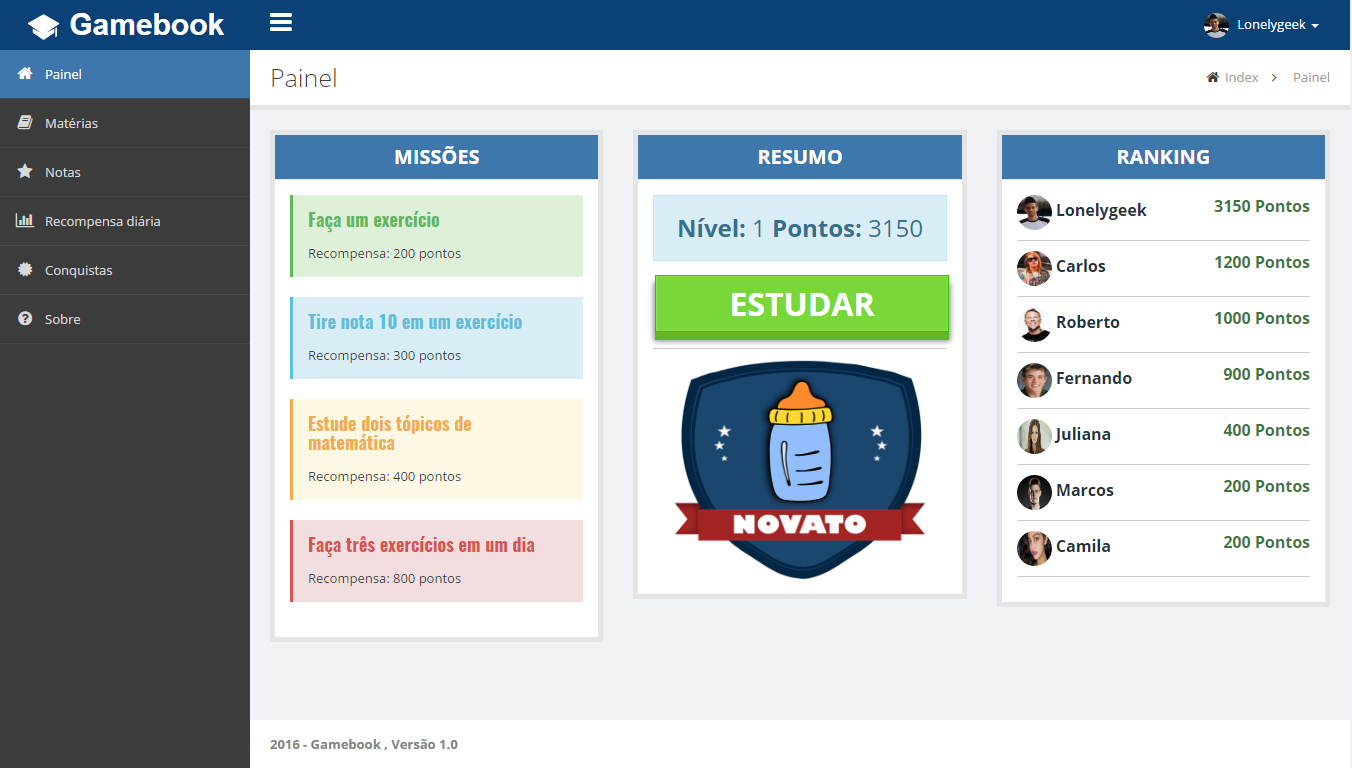 Gamebook
Lonelygeek
Painel
Matérias
Notas
Recompensa diária
Conquistas
Sobre
Painel
Index
Painel
MISSÕES
Faça um exercício
Recompensa: 200 pontos
Tire nota 10 em um exercício
Recompensa: 300 pontos
Estude dois tópicos de
matemática
Recompensa: 400 pontos
Faça três exercícios em um dia
Recompensa: 800 pontos
RESUMO
Nível: 1 Pontos: 3150
ESTUDAR
NOVATO
RANKING
Lonelygeek 3150 Pontos
Carlos 1200 Pontos
Roberto 1000 Pontos
Fernando 900 Pontos
Juliana 400 Pontos
Marcos 200 Pontos
Camila 200 Pontos
2016 - Gamebook , Versão 1.0